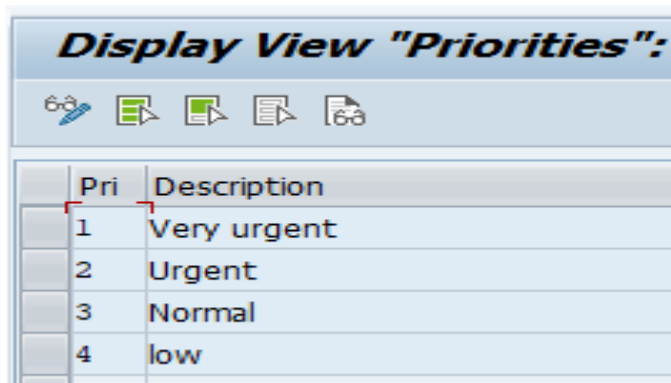 Display View "Priorities":
Pri Description
1 Very urgent
2 Urgent
3 Normal
4 low